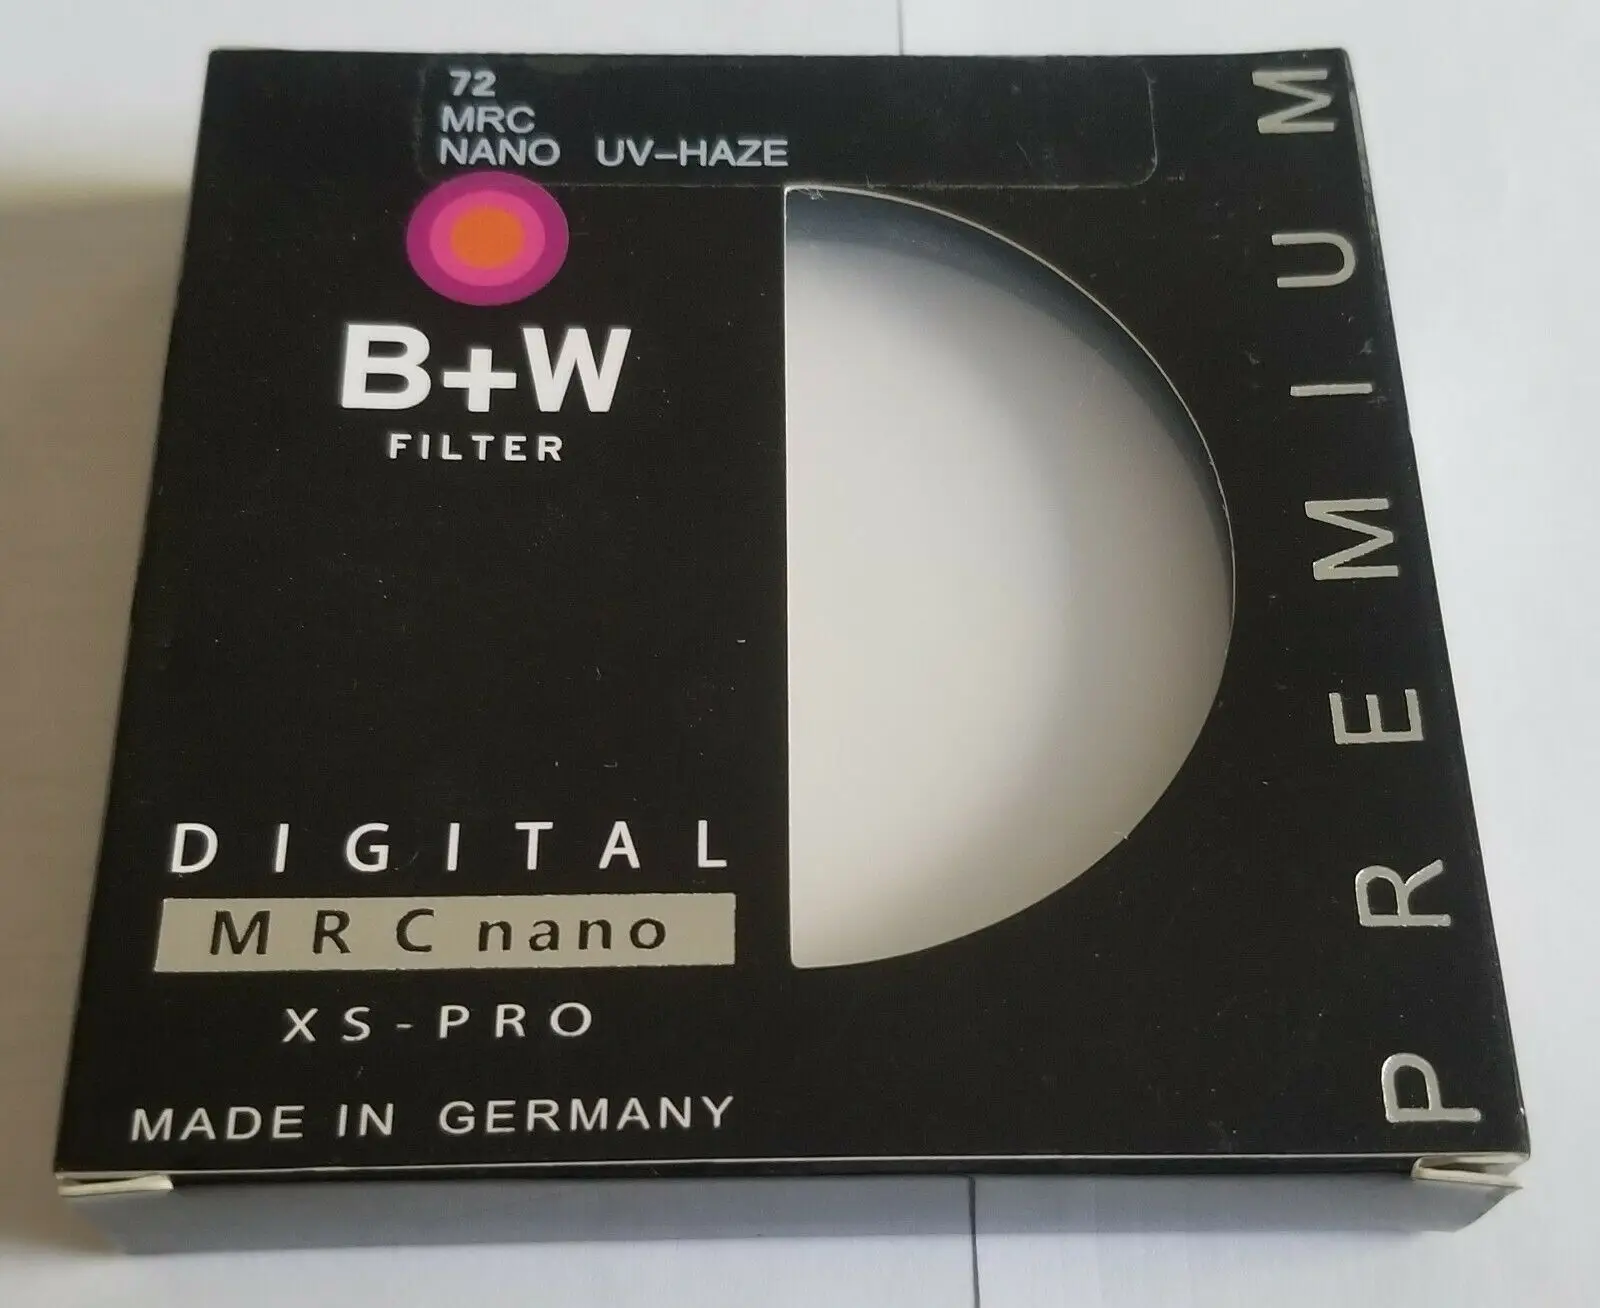 72
MRC
NANO UV-HAZE
B+W
FILTER
DIGITAL
MRC nano
XS-PRO
MADE IN GERMANY
PREMIUM